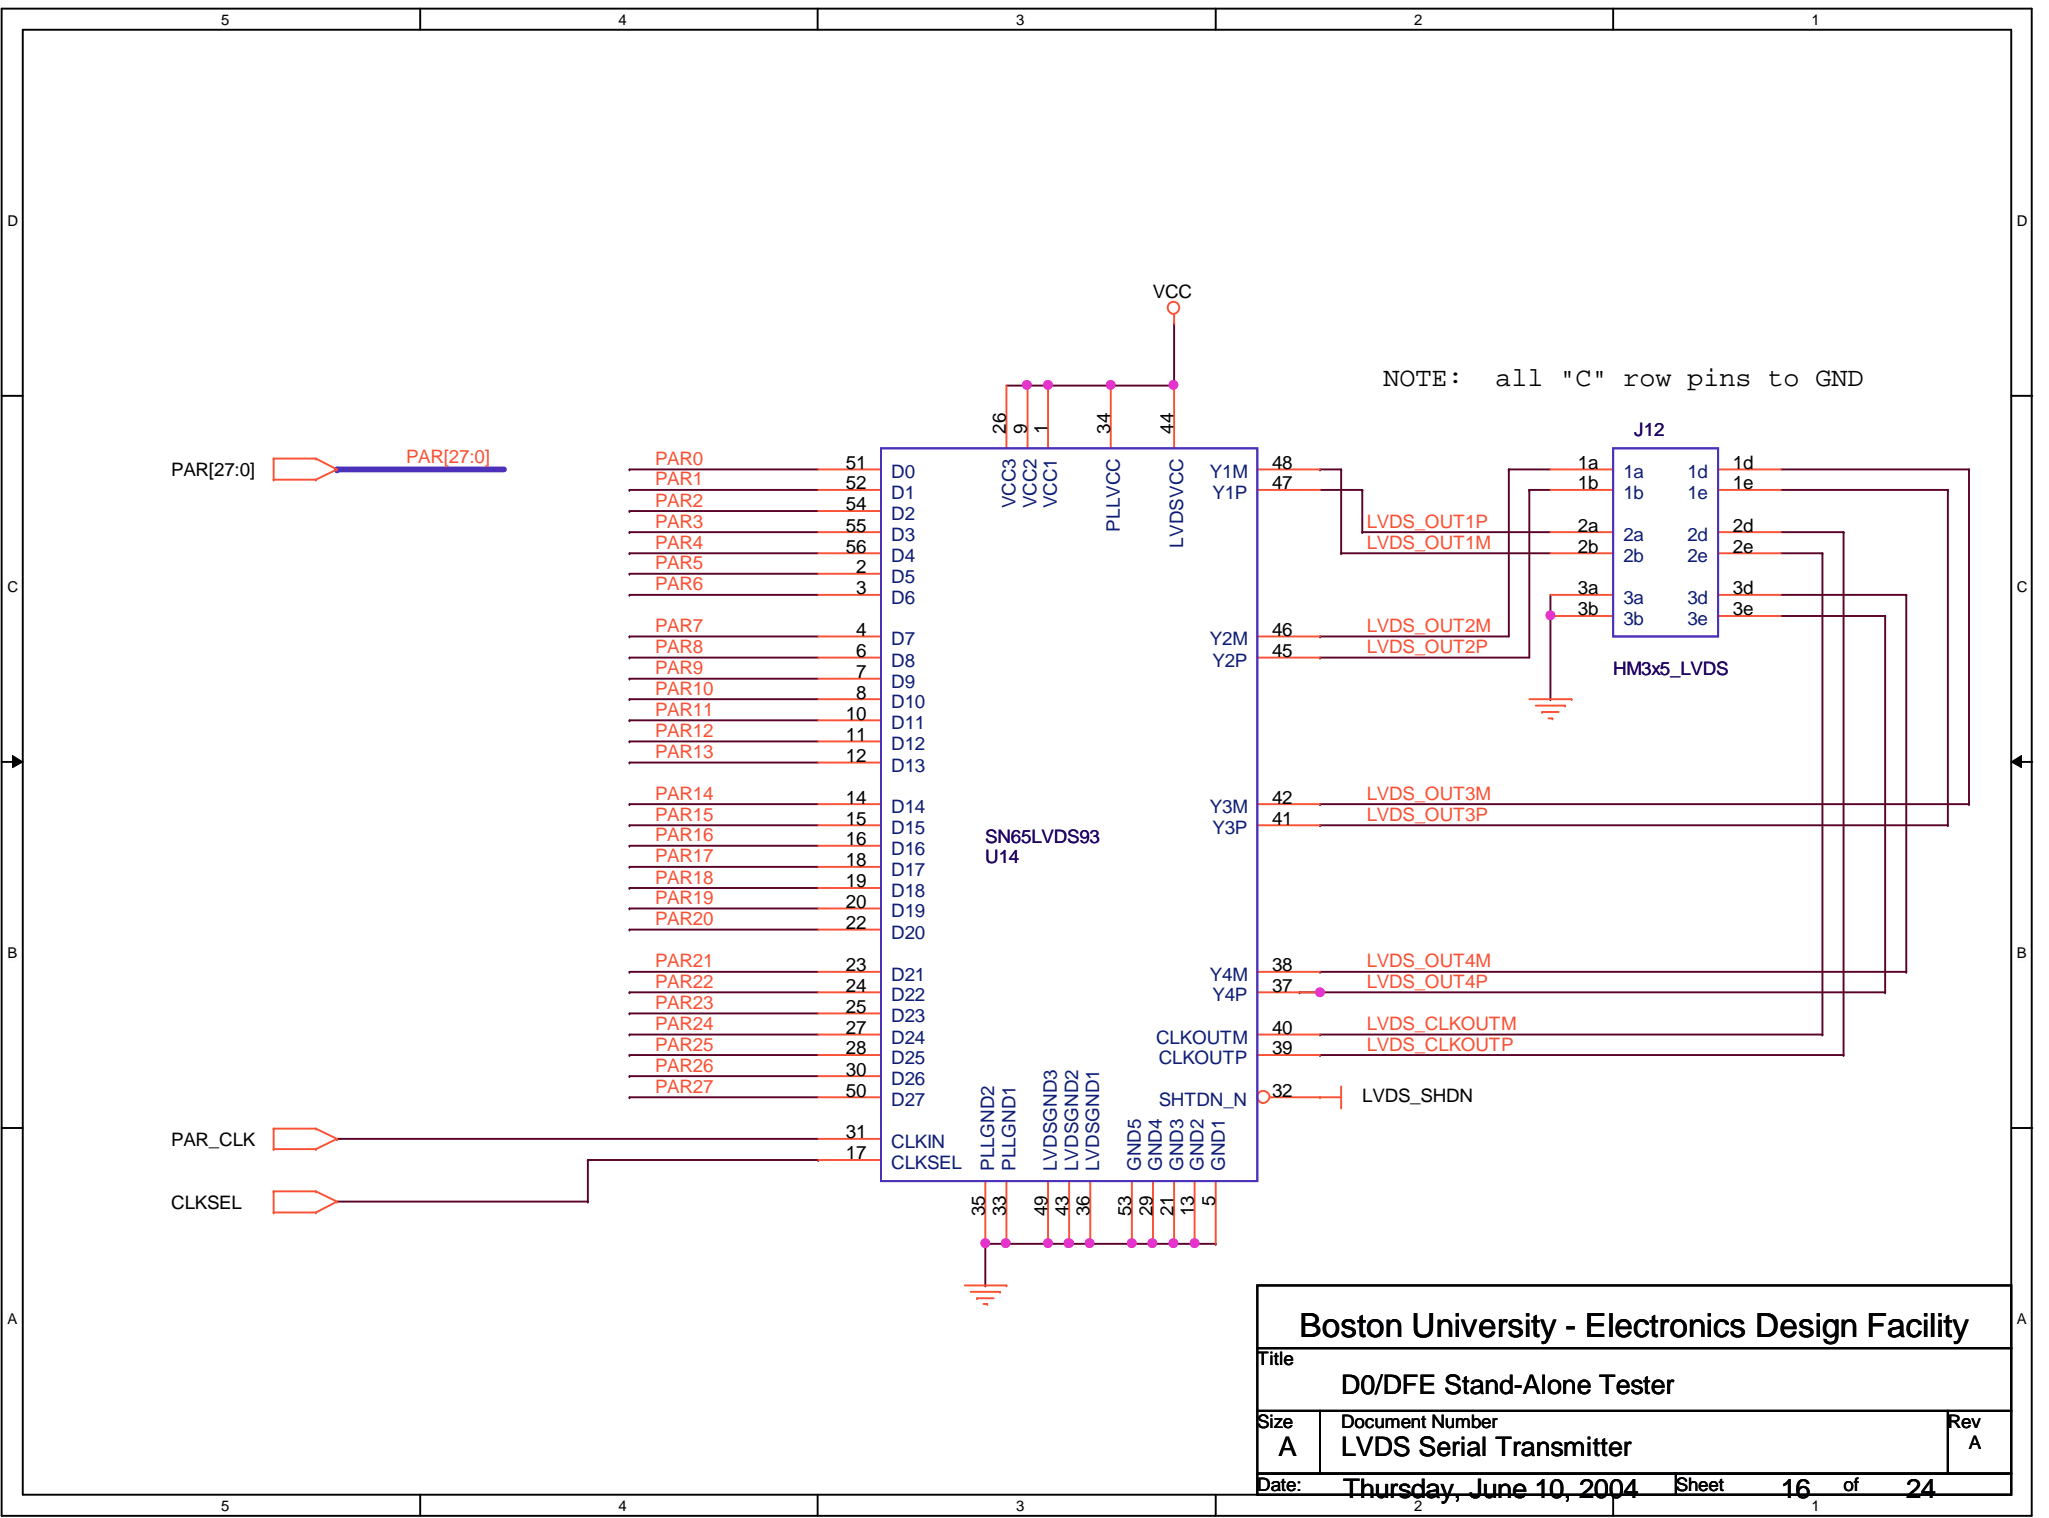 5 4 3 2 1
D D
VCC
NOTE: all "C" row pins to GND
J12
26 9 1 34 44
PAR[27:0] PAR[27:0]
VCC3 VCC2 VCC1 PLLVCC LVDSVCC
PAR0 51 D0
PAR1 52 D1
PAR2 54 D2
PAR3 55 D3
PAR4 56 D4
PAR5 2 D5
PAR6 3 D6
PAR7 4 D7
PAR8 6 D8
PAR9 7 D9
PAR10 8 D10
PAR11 10 D11
PAR12 11 D12
PAR13 12 D13
PAR14 14 D14
PAR15 15 D15
PAR16 16 D16
PAR17 18 D17
PAR18 19 D18
PAR19 20 D19
PAR20 22 D20
PAR21 23 D21
PAR22 24 D22
PAR23 25 D23
PAR24 27 D24
PAR25 28 D25
PAR26 30 D26
PAR27 50 D27
PAR_CLK 31 CLKIN
17 CLKSEL
CLKSEL
SN65LVDS93
U14
Y1M 48
Y1P 47
LVDS_OUT1P
LVDS_OUT1M
Y2M 46 LVDS_OUT2M
Y2P 45 LVDS_OUT2P
Y3M 42 LVDS_OUT3M
Y3P 41 LVDS_OUT3P
Y4M 38 LVDS_OUT4M
Y4P 37 LVDS_OUT4P
CLKOUTM 40 LVDS_CLKOUTM
CLKOUTP 39 LVDS_CLKOUTP
SHTDN_N 32 LVDS_SHDN
1a 1a 1d 1d
1b 1b 1e 1e
2a 2a 2d 2d
2b 2b 2e 2e
3a 3a 3d 3d
3b 3b 3e 3e
HM3x5_LVDS
C C
B B
PLLGND2 PLLGND1 LVDSGND3 LVDSGND2 LVDSGND1 GND5 GND4 GND3 GND2 GND1
35 33 49 43 36 53 29 21 13 5
A A
Boston University - Electronics Design Facility
Title
D0/DFE Stand-Alone Tester
Size Document Number Rev
A LVDS Serial Transmitter A
Date: Thursday, June 10, 2004 Sheet 16 of 24
5 4 3 2 1